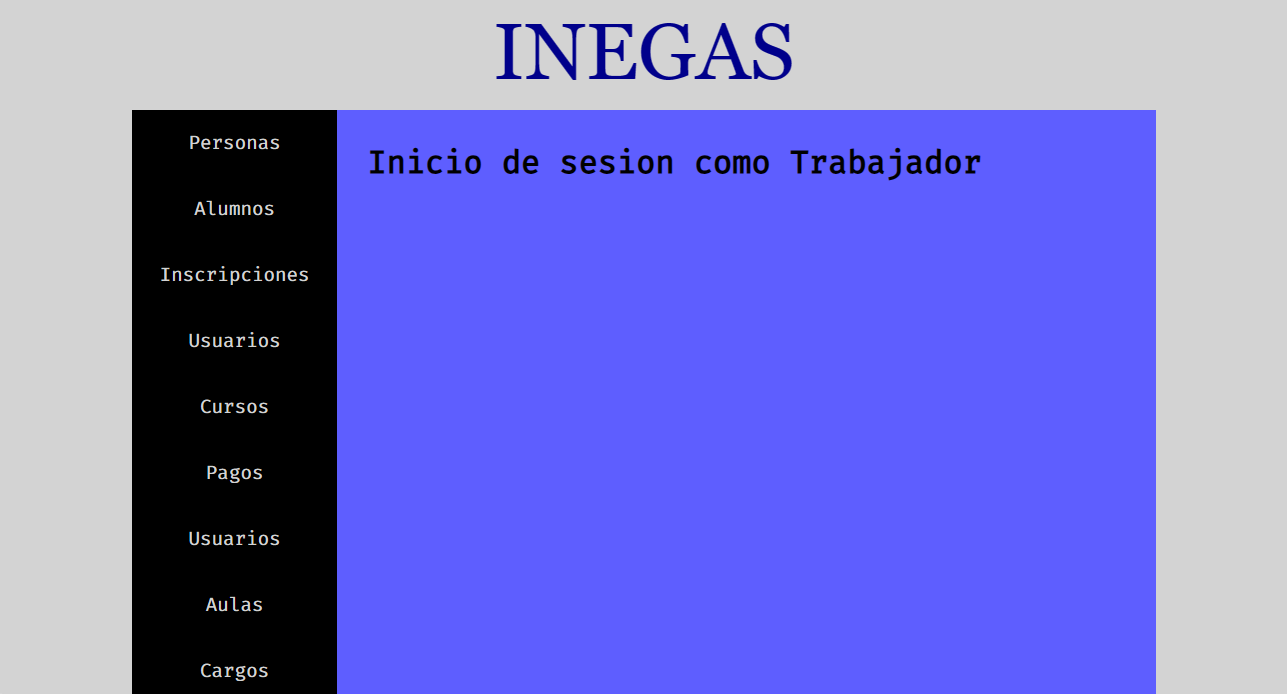 INEGAS
Personas
Alumnos
Inscripciones
Usuarios
Cursos
Pagos
Usuarios
Aulas
Cargos
Inicio de sesion como Trabajador